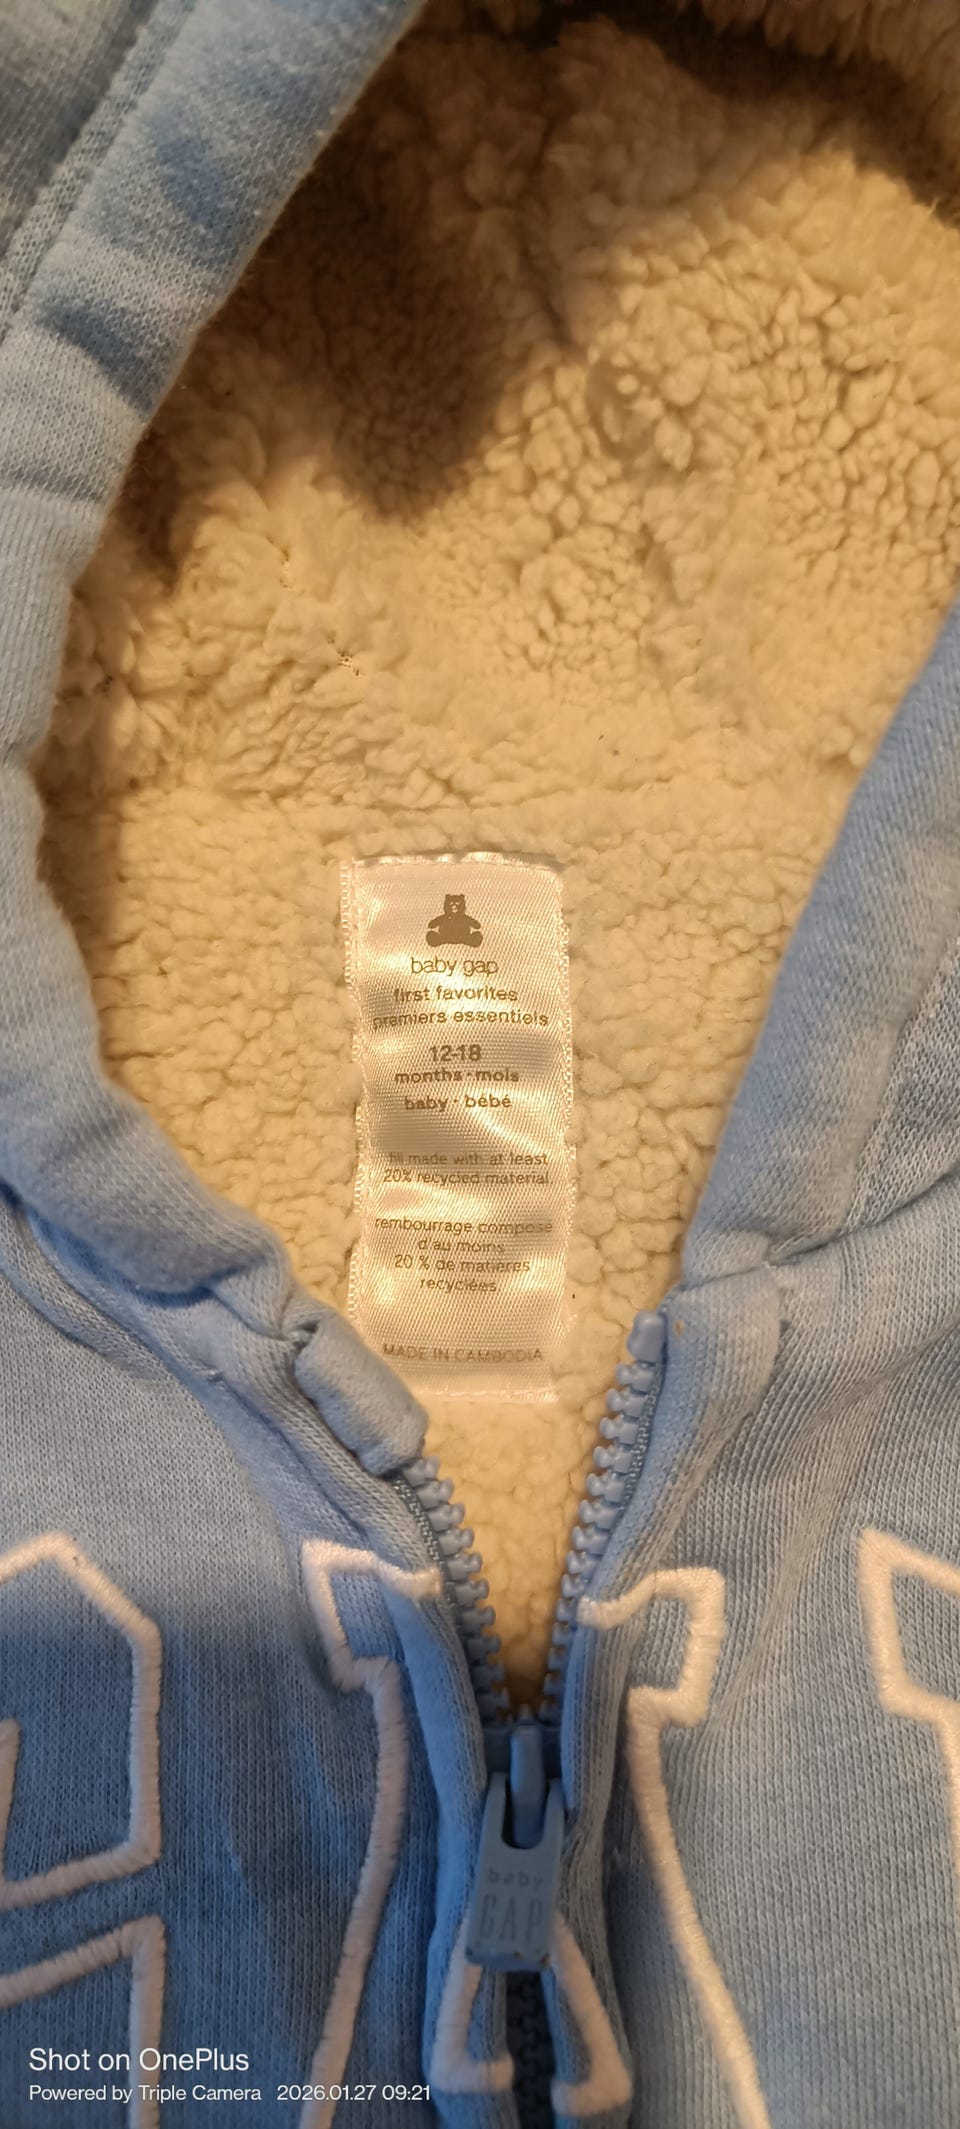 baby gap
first favorites
premiers essentiels
12-18
months · mois
baby · bébé
fill made with at least
20% recycled material
rembourrage composé
d'au moins
20 % de matières
recyclées
MADE IN CAMBODIA
GAP
baby
GAP
Shot on OnePlus
Powered by Triple Camera 2026.01.27 09:21